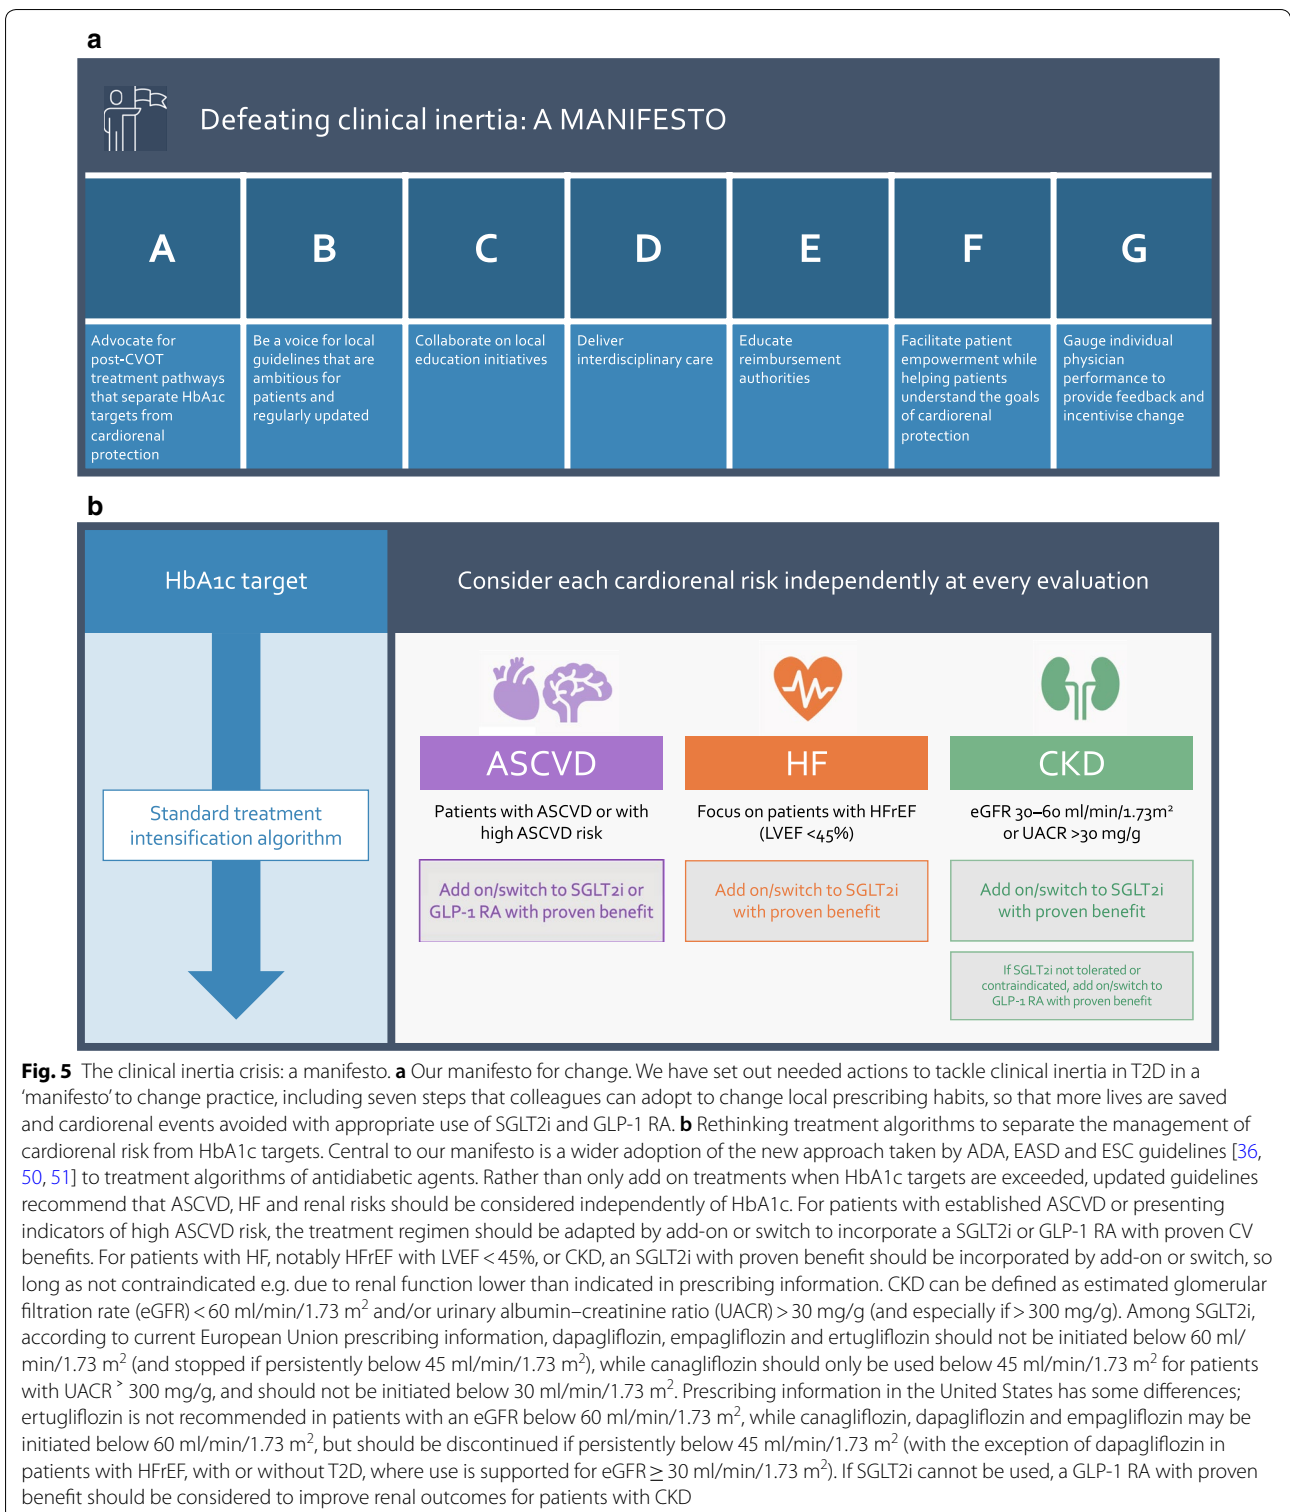 a
Defeating clinical inertia: A MANIFESTO
A
B
C
D
E
F
G
Advocate for
post-CVOT
treatment pathways
that separate HbA1c
targets from
cardiorenal
protection
Be a voice for local
guidelines that are
ambitious for
patients and
regularly updated
Collaborate on local
education initiatives
Deliver
interdisciplinary care
Educate
reimbursement
authorities
Facilitate patient
empowerment while
helping patients
understand the goals
of cardiorenal
protection
Gauge individual
physician
performance to
provide feedback and
incentivise change
b
HbA1c target
Consider each cardiorenal risk independently at every evaluation
Standard treatment
intensification algorithm
ASCVD
Patients with ASCVD or with
high ASCVD risk
Add on/switch to SGLT2i or
GLP-1 RA with proven benefit
HF
Focus on patients with HFrEF
(LVEF <45%)
Add on/switch to SGLT2i
with proven benefit
CKD
eGFR 30–60 ml/min/1.73m²
or UACR >30 mg/g
Add on/switch to SGLT2i
with proven benefit
If SGLT2i not tolerated or
contraindicated, add on/switch to
GLP-1 RA with proven benefit
Fig. 5 The clinical inertia crisis: a manifesto. a Our manifesto for change. We have set out needed actions to tackle clinical inertia in T2D in a
‘manifesto’ to change practice, including seven steps that colleagues can adopt to change local prescribing habits, so that more lives are saved
and cardiorenal events avoided with appropriate use of SGLT2i and GLP-1 RA. b Rethinking treatment algorithms to separate the management of
cardiorenal risk from HbA1c targets. Central to our manifesto is a wider adoption of the new approach taken by ADA, EASD and ESC guidelines [36,
50, 51] to treatment algorithms of antidiabetic agents. Rather than only add on treatments when HbA1c targets are exceeded, updated guidelines
recommend that ASCVD, HF and renal risks should be considered independently of HbA1c. For patients with established ASCVD or presenting
indicators of high ASCVD risk, the treatment regimen should be adapted by add-on or switch to incorporate a SGLT2i or GLP-1 RA with proven CV
benefits. For patients with HF, notably HFrEF with LVEF < 45%, or CKD, an SGLT2i with proven benefit should be incorporated by add-on or switch, so
long as not contraindicated e.g. due to renal function lower than indicated in prescribing information. CKD can be defined as estimated glomerular
filtration rate (eGFR) < 60 ml/min/1.73 m² and/or urinary albumin–creatinine ratio (UACR) > 30 mg/g (and especially if > 300 mg/g). Among SGLT2i,
according to current European Union prescribing information, dapagliflozin, empagliflozin and ertugliflozin should not be initiated below 60 ml/
min/1.73 m² (and stopped if persistently below 45 ml/min/1.73 m²), while canagliflozin should only be used below 45 ml/min/1.73 m² for patients
with UACR > 300 mg/g, and should not be initiated below 30 ml/min/1.73 m². Prescribing information in the United States has some differences;
ertugliflozin is not recommended in patients with an eGFR below 60 ml/min/1.73 m², while canagliflozin, dapagliflozin and empagliflozin may be
initiated below 60 ml/min/1.73 m², but should be discontinued if persistently below 45 ml/min/1.73 m² (with the exception of dapagliflozin in
patients with HFrEF, with or without T2D, where use is supported for eGFR ≥ 30 ml/min/1.73 m²). If SGLT2i cannot be used, a GLP-1 RA with proven
benefit should be considered to improve renal outcomes for patients with CKD